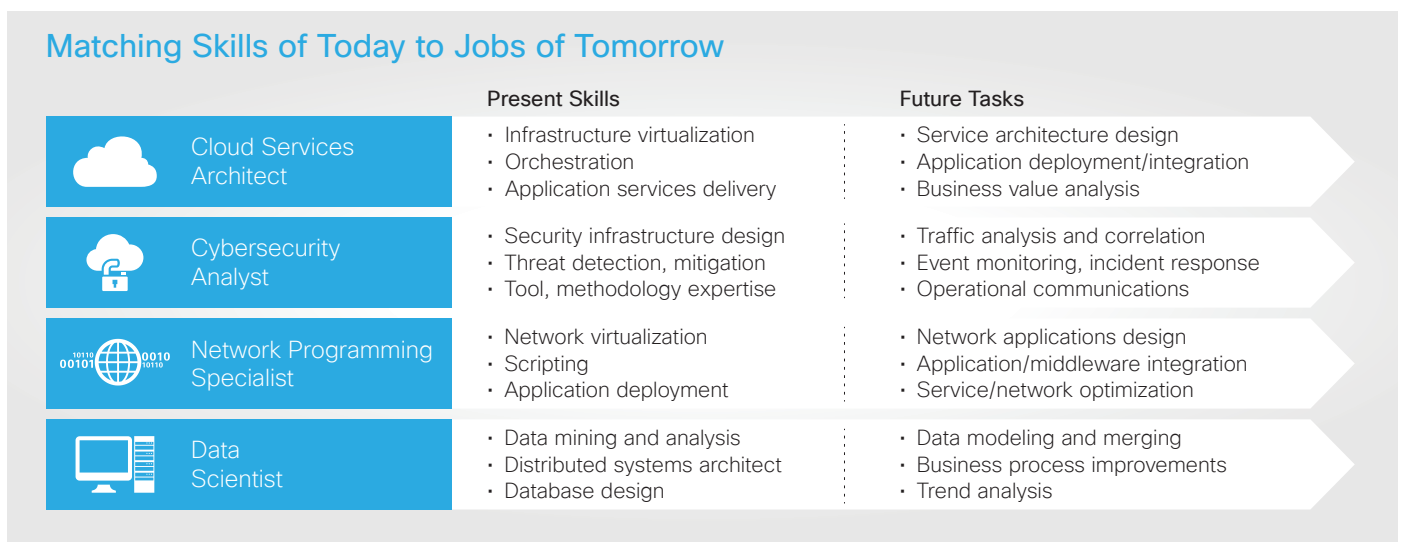 Matching Skills of Today to Jobs of Tomorrow
Present Skills
Future Tasks
Cloud Services
Architect
· Infrastructure virtualization
· Orchestration
· Application services delivery
· Service architecture design
· Application deployment/integration
· Business value analysis
Cybersecurity
Analyst
· Security infrastructure design
· Threat detection, mitigation
· Tool, methodology expertise
· Traffic analysis and correlation
· Event monitoring, incident response
· Operational communications
10110
00101
0010
10110
Network Programming
Specialist
· Network virtualization
· Scripting
· Application deployment
· Network applications design
· Application/middleware integration
· Service/network optimization
Data
Scientist
· Data mining and analysis
· Distributed systems architect
· Database design
· Data modeling and merging
· Business process improvements
· Trend analysis